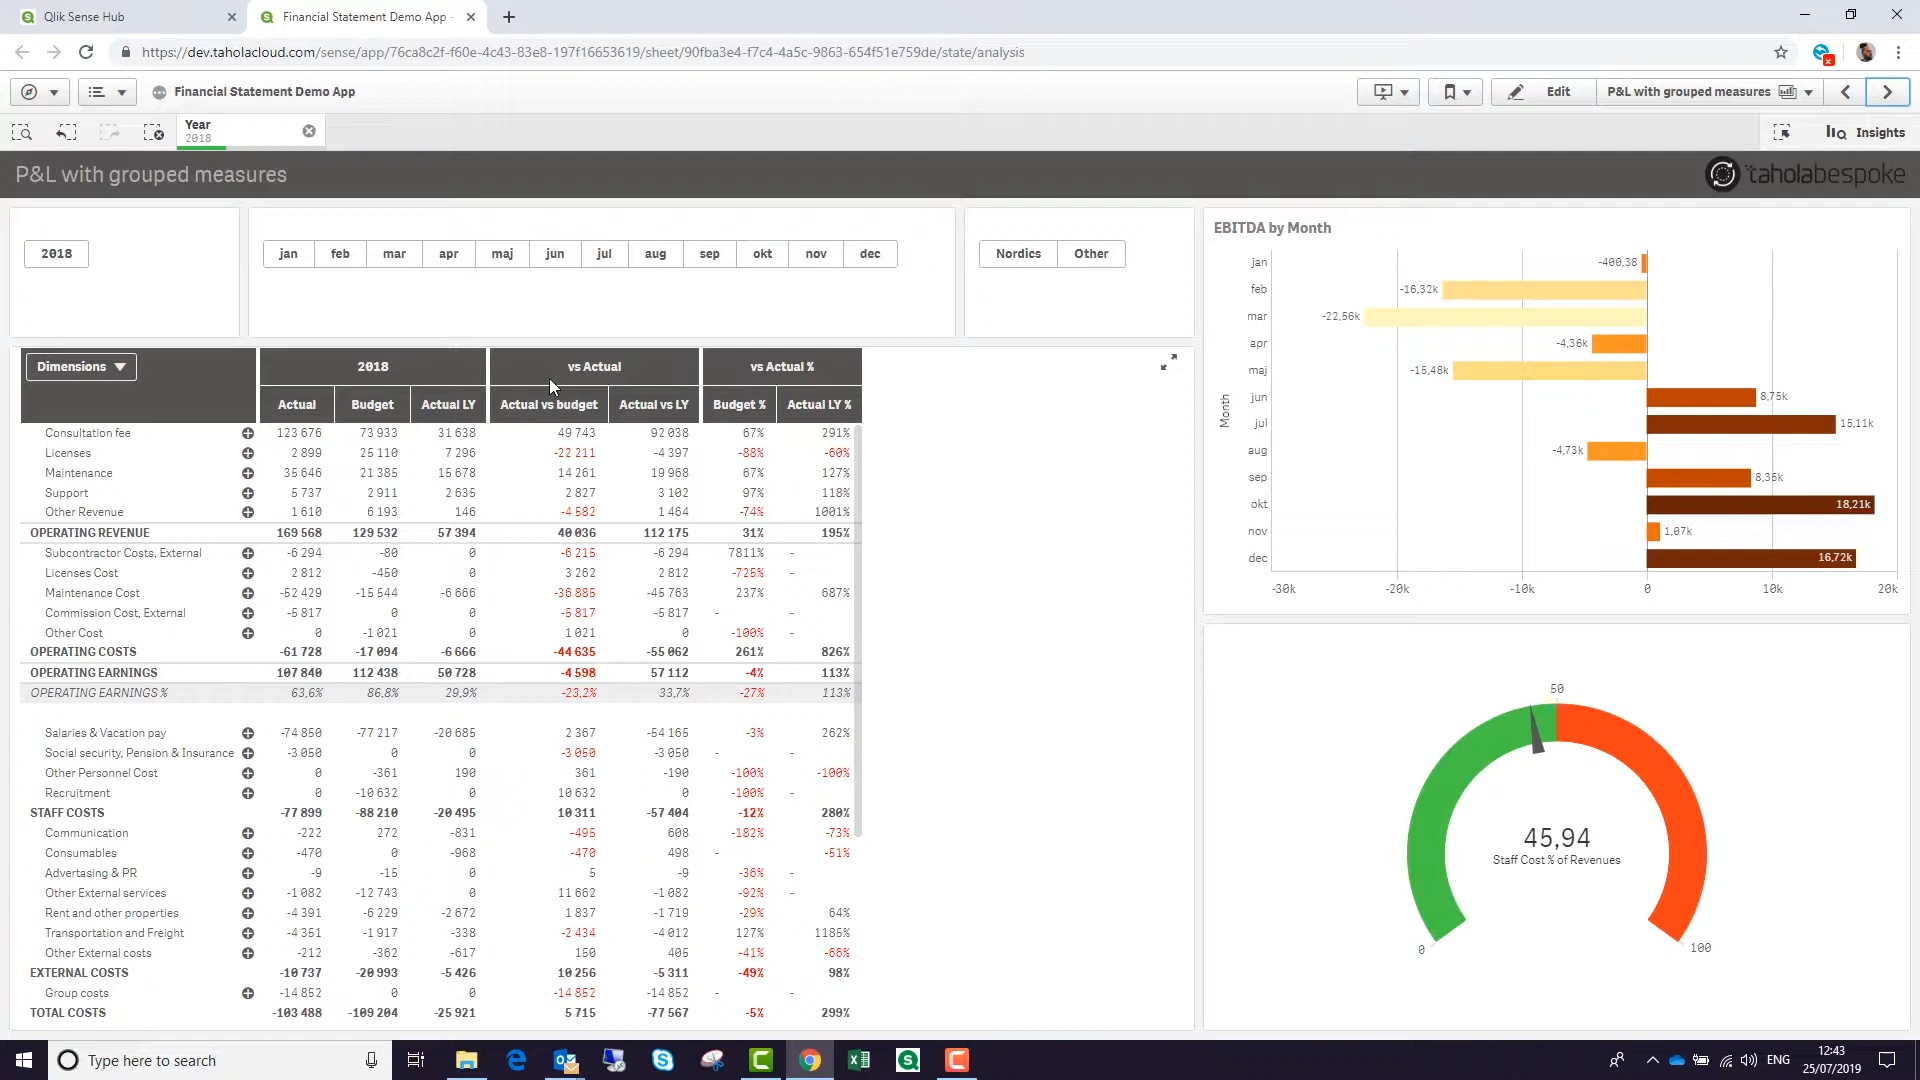 Qlik Sense Hub
Financial Statement Demo App
https://dev.taholacloud.com/sense/app/76ca8c2f-f60e-4c43-83e8-197f16653619/sheet/90fba3e4-f7c4-4a5c-9863-654f51e759de/state/analysis
Financial Statement Demo App
Edit
P&L with grouped measures
Year
2018
Insights
P&L with grouped measures
taholabespoke
2018
jan feb mar apr maj jun jul aug sep okt nov dec
Nordics Other
Dimensions 2018 vs Actual vs Actual %
Actual Budget Actual LY Actual vs budget Actual vs LY Budget % Actual LY %
Consultation fee 123 676 73 933 31 638 49 743 92 038 67% 291%
Licenses 2 899 25 110 7 296 -22 211 -4 397 -88% -60%
Maintenance 35 646 21 385 15 678 14 261 19 968 67% 127%
Support 5 737 2 911 2 635 2 827 3 102 97% 118%
Other Revenue 1 610 6 193 146 -4 582 1 464 -74% 1001%
OPERATING REVENUE 169 568 129 532 57 394 40 036 112 175 31% 195%
Subcontractor Costs, External -6 294 -80 0 -6 215 -6 294 7811% -
Licenses Cost 2 812 -450 0 3 262 2 812 -725% -
Maintenance Cost -52 429 -15 544 -6 666 -36 885 -45 763 237% 687%
Commission Cost, External -5 817 0 0 -5 817 -5 817 - -
Other Cost 0 -1 021 0 1 021 0 -100% -
OPERATING COSTS -61 728 -17 094 -6 666 -44 635 -55 062 261% 826%
OPERATING EARNINGS 107 840 112 438 50 728 -4 598 57 112 -4% 113%
OPERATING EARNINGS % 63,6% 86,8% 29,9% -23,2% 33,7% -27% 113%
Salaries & Vacation pay -74 850 -77 217 -20 685 2 367 -54 165 -3% 262%
Social security, Pension & Insurance -3 050 0 0 -3 050 -3 050 - -
Other Personnel Cost 0 -361 190 361 -190 -100% -100%
Recruitment 0 -10 632 0 10 632 0 -100% -
STAFF COSTS -77 899 -88 210 -20 495 10 311 -57 404 -12% 280%
Communication -222 272 -831 -495 608 -182% -73%
Consumables -470 0 -968 -470 498 - -51%
Advertasing & PR -9 -15 0 5 -9 -36% -
Other External services -1 082 -12 743 0 11 662 -1 082 -92% -
Rent and other properties -4 391 -6 229 -2 672 1 837 -1 719 -29% 64%
Transportation and Freight -4 351 -1 917 -338 -2 434 -4 012 127% 1185%
Other External costs -212 -362 -617 150 405 -41% -66%
EXTERNAL COSTS -10 737 -20 993 -5 426 10 256 -5 311 -49% 98%
Group costs -14 852 0 0 -14 852 -14 852 - -
TOTAL COSTS -103 488 -109 204 -25 921 5 715 -77 567 -5% 299%
EBITDA by Month
Month
jan -400,38
feb -16,32k
mar -22,56k
apr -4,36k
maj -15,48k
jun 8,75k
jul 15,11k
aug -4,73k
sep 8,35k
okt 18,21k
nov 1,07k
dec 16,72k
-30k -20k -10k 0 10k 20k
50
45,94
Staff Cost % of Revenues
0 100
Type here to search
ENG
12:43
25/07/2019